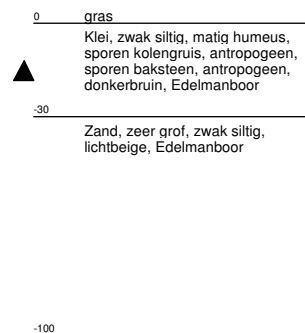 0 gras
Klei, zwak siltig, matig humeus,
sporen kolengruis, antropogeen,
sporen baksteen, antropogeen,
donkerbruin, Edelmanboor
-30
Zand, zeer grof, zwak siltig,
lichtbeige, Edelmanboor
-100